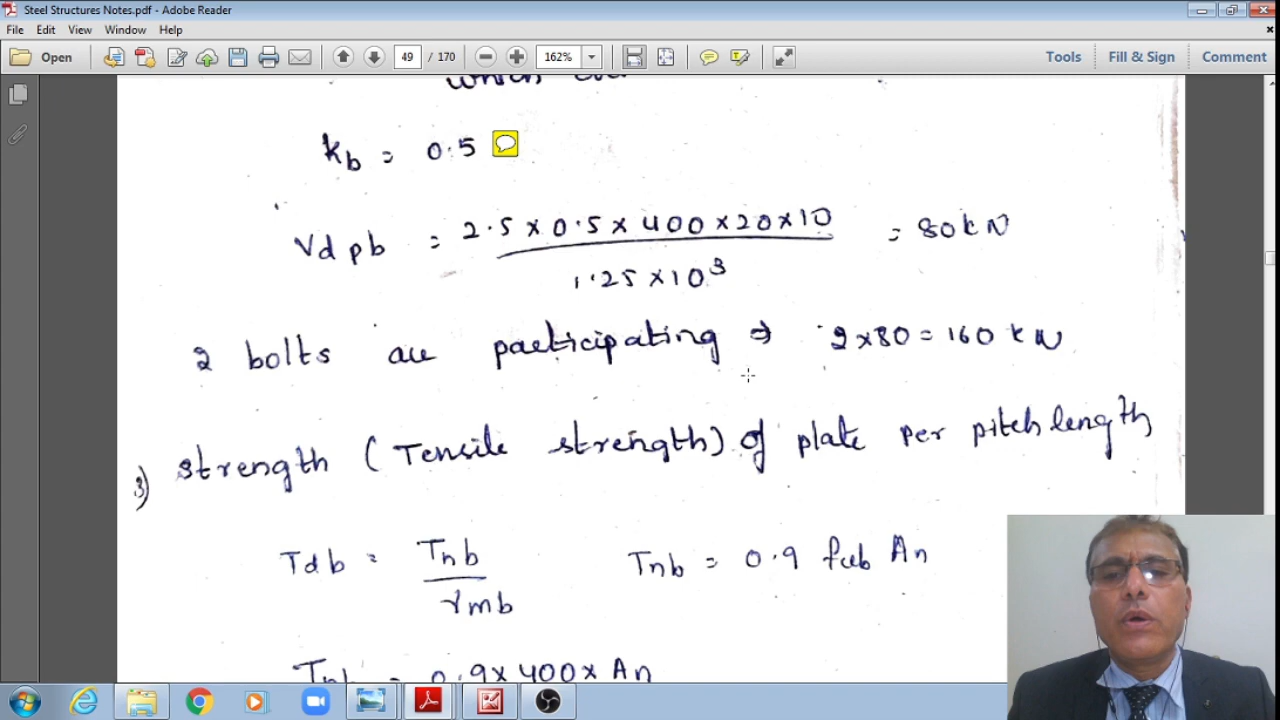 Steel Structures Notes.pdf - Adobe Reader
File Edit View Window Help
Open 49 / 170 162% Tools Fill & Sign Comment
which
kb = 0.5
Vdpb = 2.5 x 0.5 x 400 x 20 x 10 / 1.25 x 10³ = 80 kN
2 bolts are participating ⇒ 2 x 80 = 160 kN
3) strength (Tensile strength) of plate per pitch length
Tdb = Tnb / γmb Tnb = 0.9 fub An
Tnb = 0.9 x 400 x An